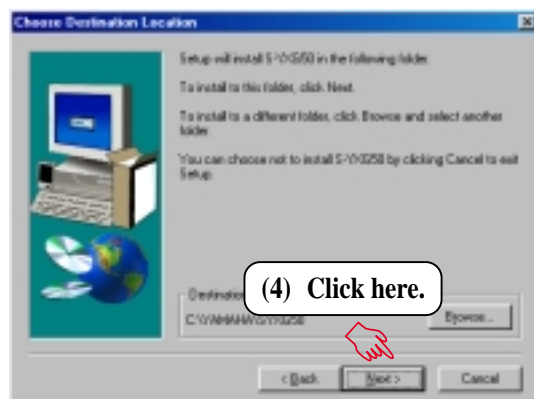 Choose Destination Location
Setup will install S-YXG50 in the following folder.
To install to this folder, click Next.
To install to a different folder, click Browse and select another
folder.
You can choose not to install S-YXG50 by clicking Cancel to exit
Setup.
(4) Click here.
C:\YAMAHA\SYXG50
Browse...
< Back
Next >
Cancel